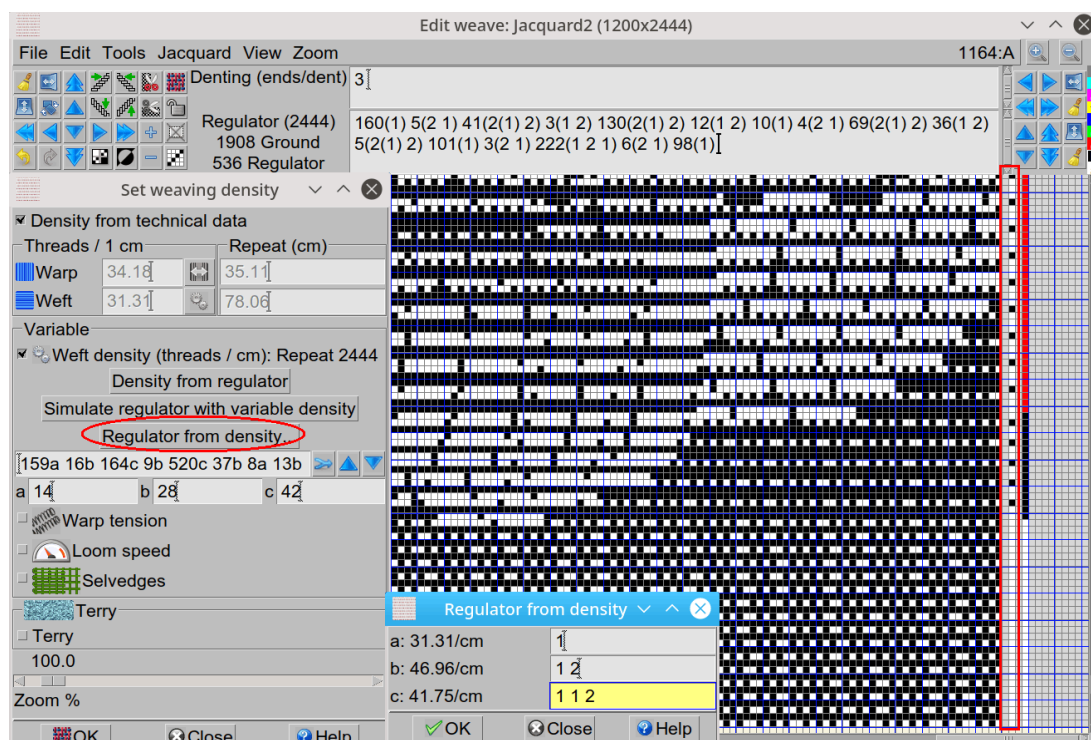 Edit weave: Jacquard2 (1200x2444)
File Edit Tools Jacquard View Zoom
1164:A
Denting (ends/dent)
3
Regulator (2444)
1908 Ground
536 Regulator
160(1) 5(2 1) 41(2(1) 2) 3(1 2) 130(2(1) 2) 12(1 2) 10(1) 4(2 1) 69(2(1) 2) 36(1 2)
5(2(1) 2) 101(1) 3(2 1) 222(1 2 1) 6(2 1) 98(1)
Set weaving density
Density from technical data
Threads / 1 cm
Repeat (cm)
Warp 34.18 35.11
Weft 31.31 78.06
Variable
Weft density (threads / cm): Repeat 2444
Density from regulator
Simulate regulator with variable density
Regulator from density..
159a 16b 164c 9b 520c 37b 8a 13b
a 14 b 28 c 42
Warp tension
Loom speed
Selvedges
Terry
Terry
100.0
Zoom %
OK Close Help
Regulator from density
a: 31.31/cm 1
b: 46.96/cm 1 2
c: 41.75/cm 1 1 2
OK Close Help